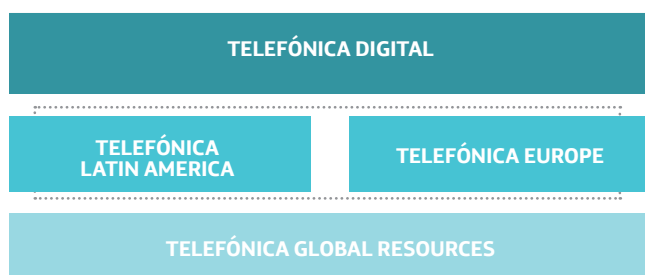 TELEFÓNICA DIGITAL
TELEFÓNICA
LATIN AMERICA
TELEFÓNICA EUROPE
TELEFÓNICA GLOBAL RESOURCES